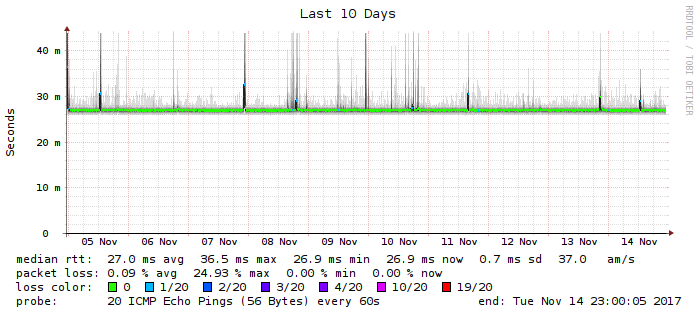 Last 10 Days
RRDTOOL / TOBI OETIKER
Seconds
40 m
30 m
20 m
10 m
0
05 Nov 06 Nov 07 Nov 08 Nov 09 Nov 10 Nov 11 Nov 12 Nov 13 Nov 14 Nov
median rtt: 27.0 ms avg 36.5 ms max 26.9 ms min 26.9 ms now 0.7 ms sd 37.0 am/s
packet loss: 0.09 % avg 24.93 % max 0.00 % min 0.00 % now
loss color: 0 1/20 2/20 3/20 4/20 10/20 19/20
probe: 20 ICMP Echo Pings (56 Bytes) every 60s end: Tue Nov 14 23:00:05 2017